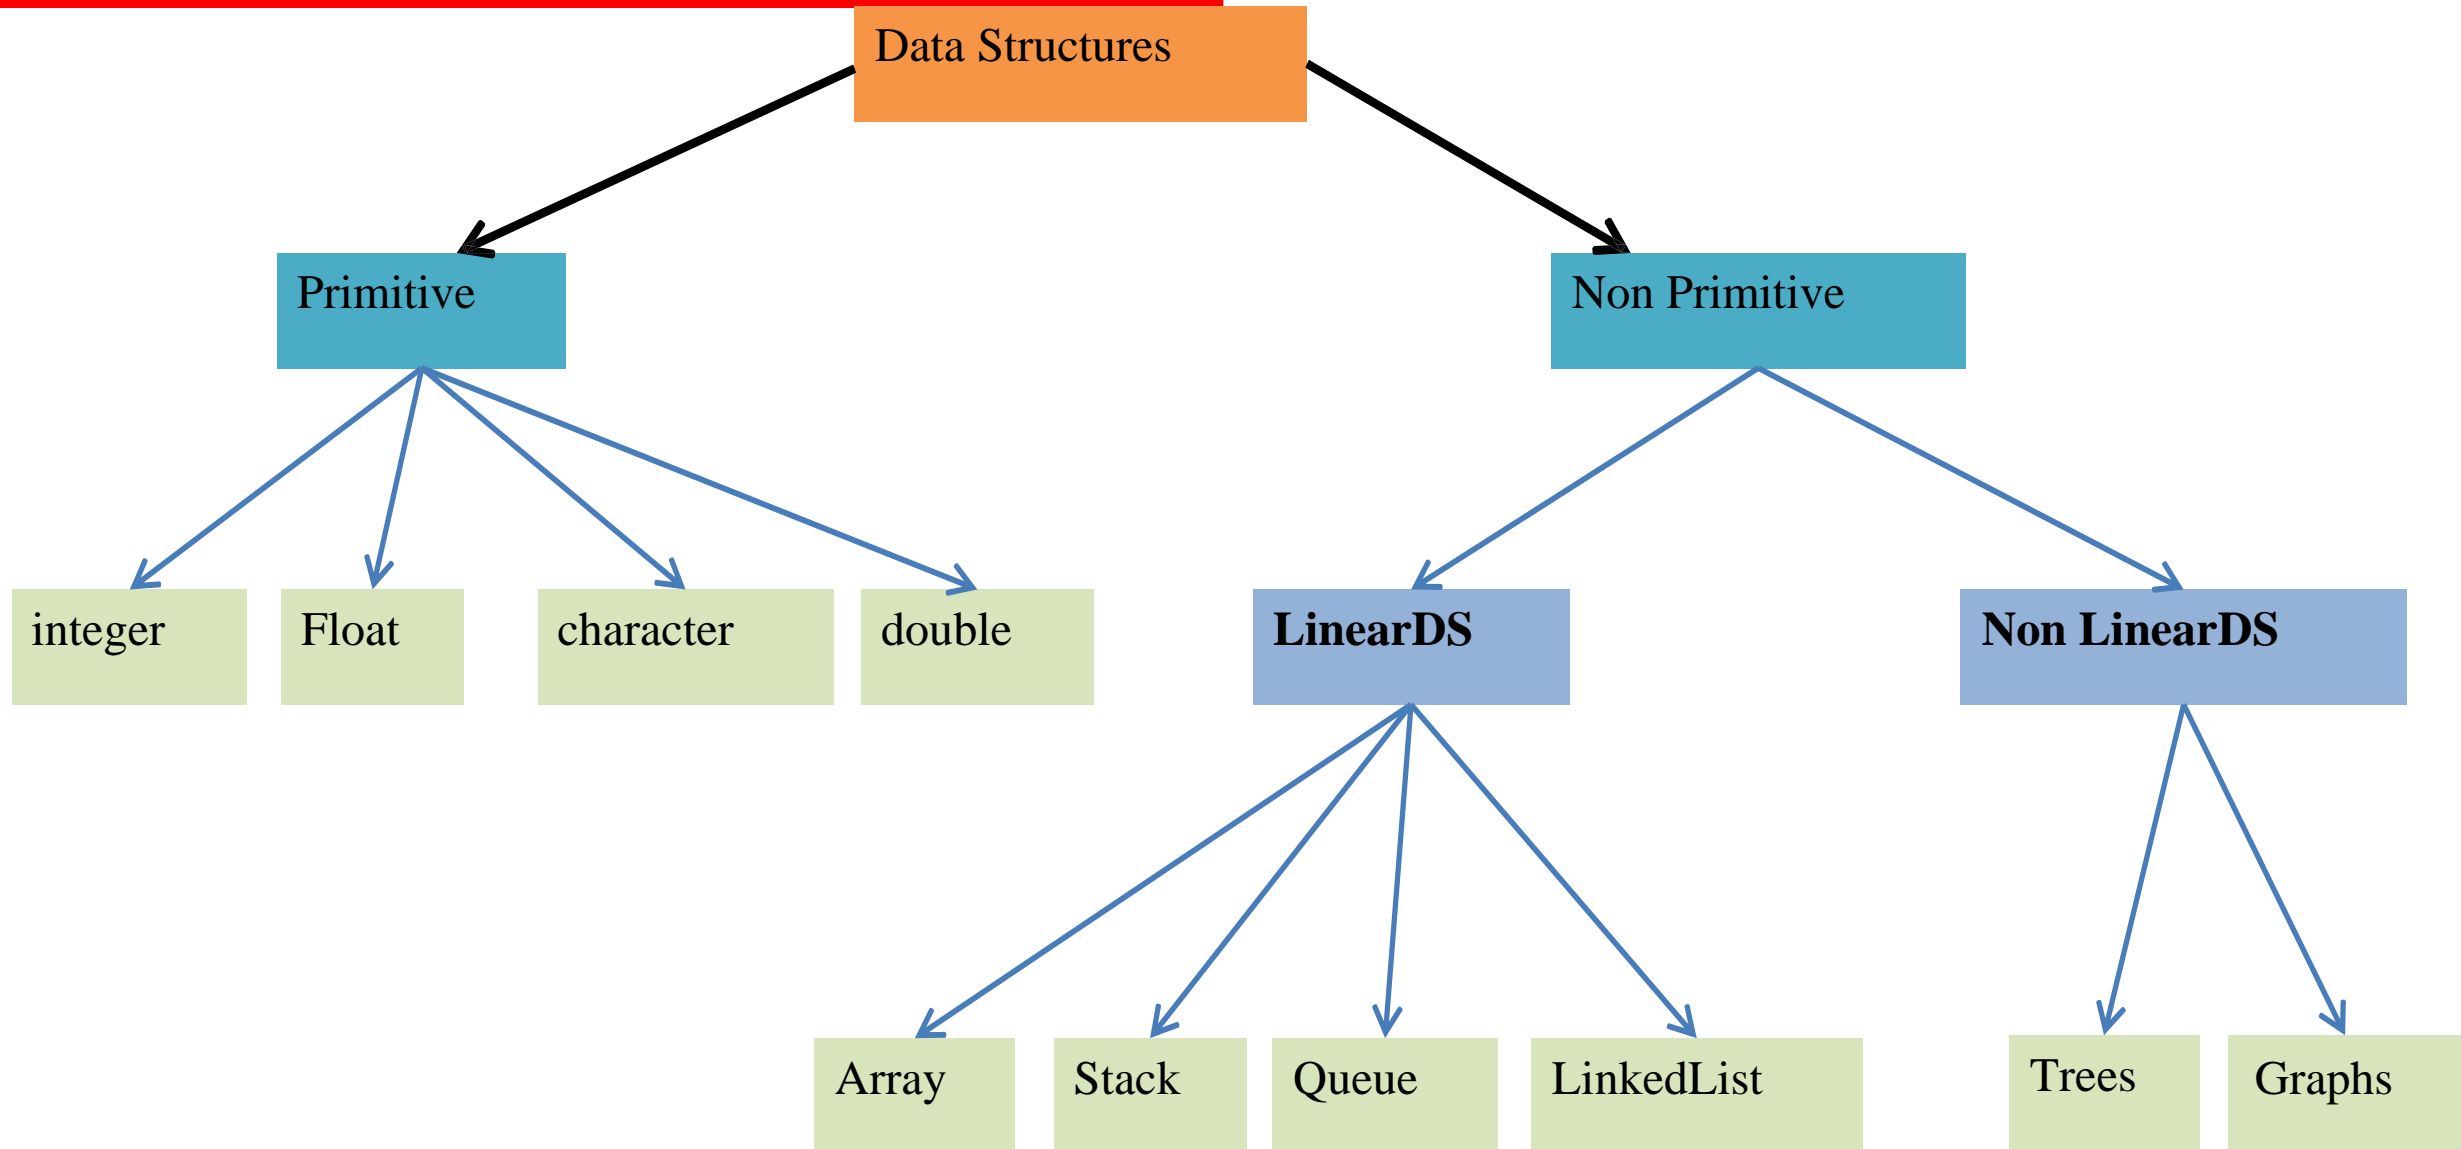 Data Structures
Primitive
Non Primitive
integer
Float
character
double
LinearDS
Non LinearDS
Array
Stack
Queue
LinkedList
Trees
Graphs